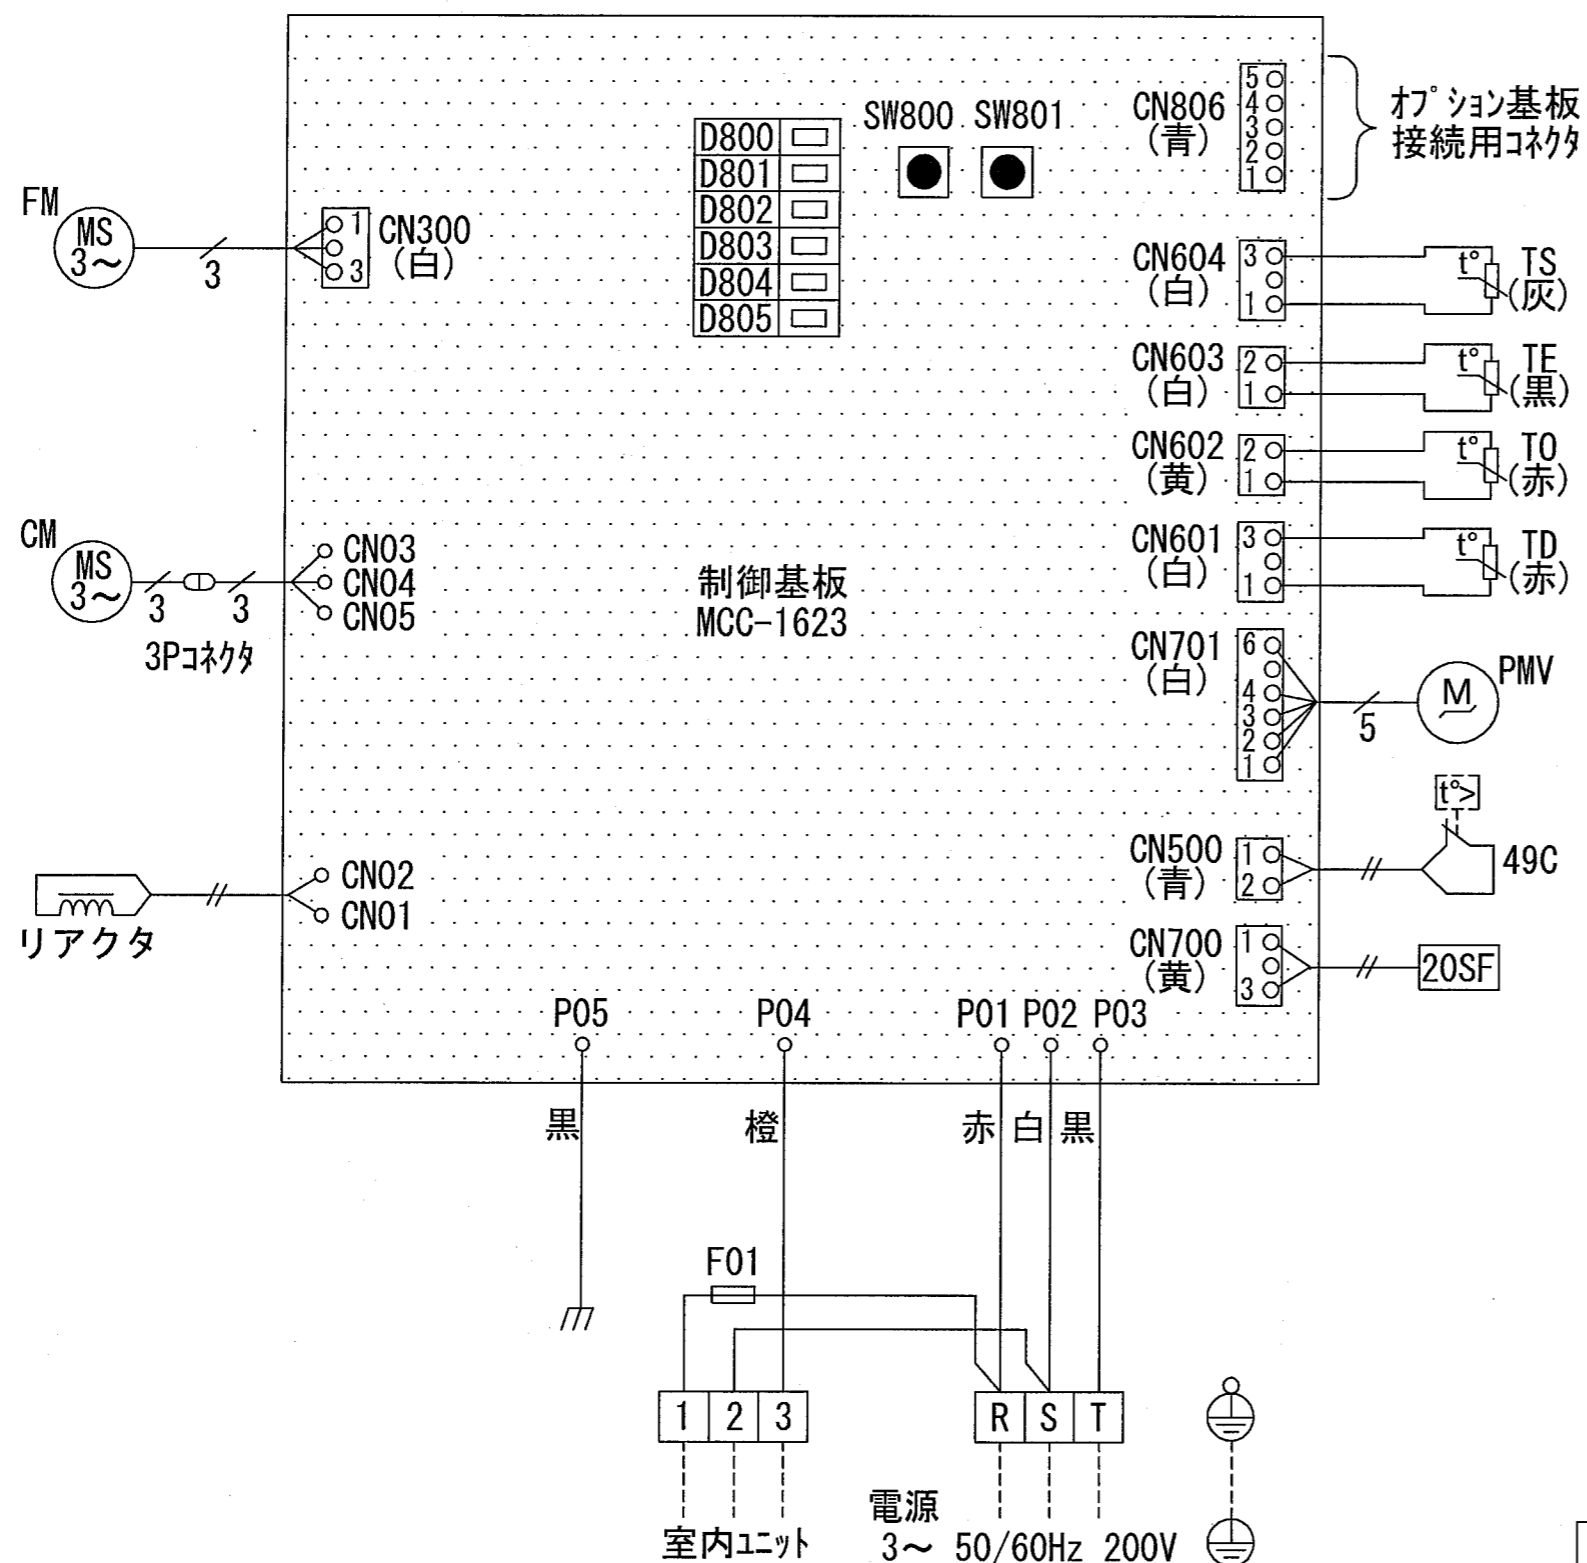 CN806
(青)
5
4
3
2
1
オプション基板
接続用コネクタ
SW800 SW801
D800
D801
D802
D803
D804
D805
FM
MS
3～
3
1
3
CN300
(白)
CN604
(白)
3
1
t°
TS
(灰)
CN603
(白)
2
1
t°
TE
(黒)
CN602
(黄)
2
1
t°
TO
(赤)
CN601
(白)
3
1
t°
TD
(赤)
CM
MS
3～
3
3
3Pコネクタ
CN03
CN04
CN05
制御基板
MCC-1623
CN701
(白)
6
4
3
2
1
5
M
PMV
CN500
(青)
1
2
t°>
49C
CN02
CN01
リアクタ
CN700
(黄)
1
3
20SF
P05
P04
P01 P02 P03
黒
橙
赤 白 黒
F01
1 2 3
R S T
室内ユニット
電源
3～ 50/60Hz 200V